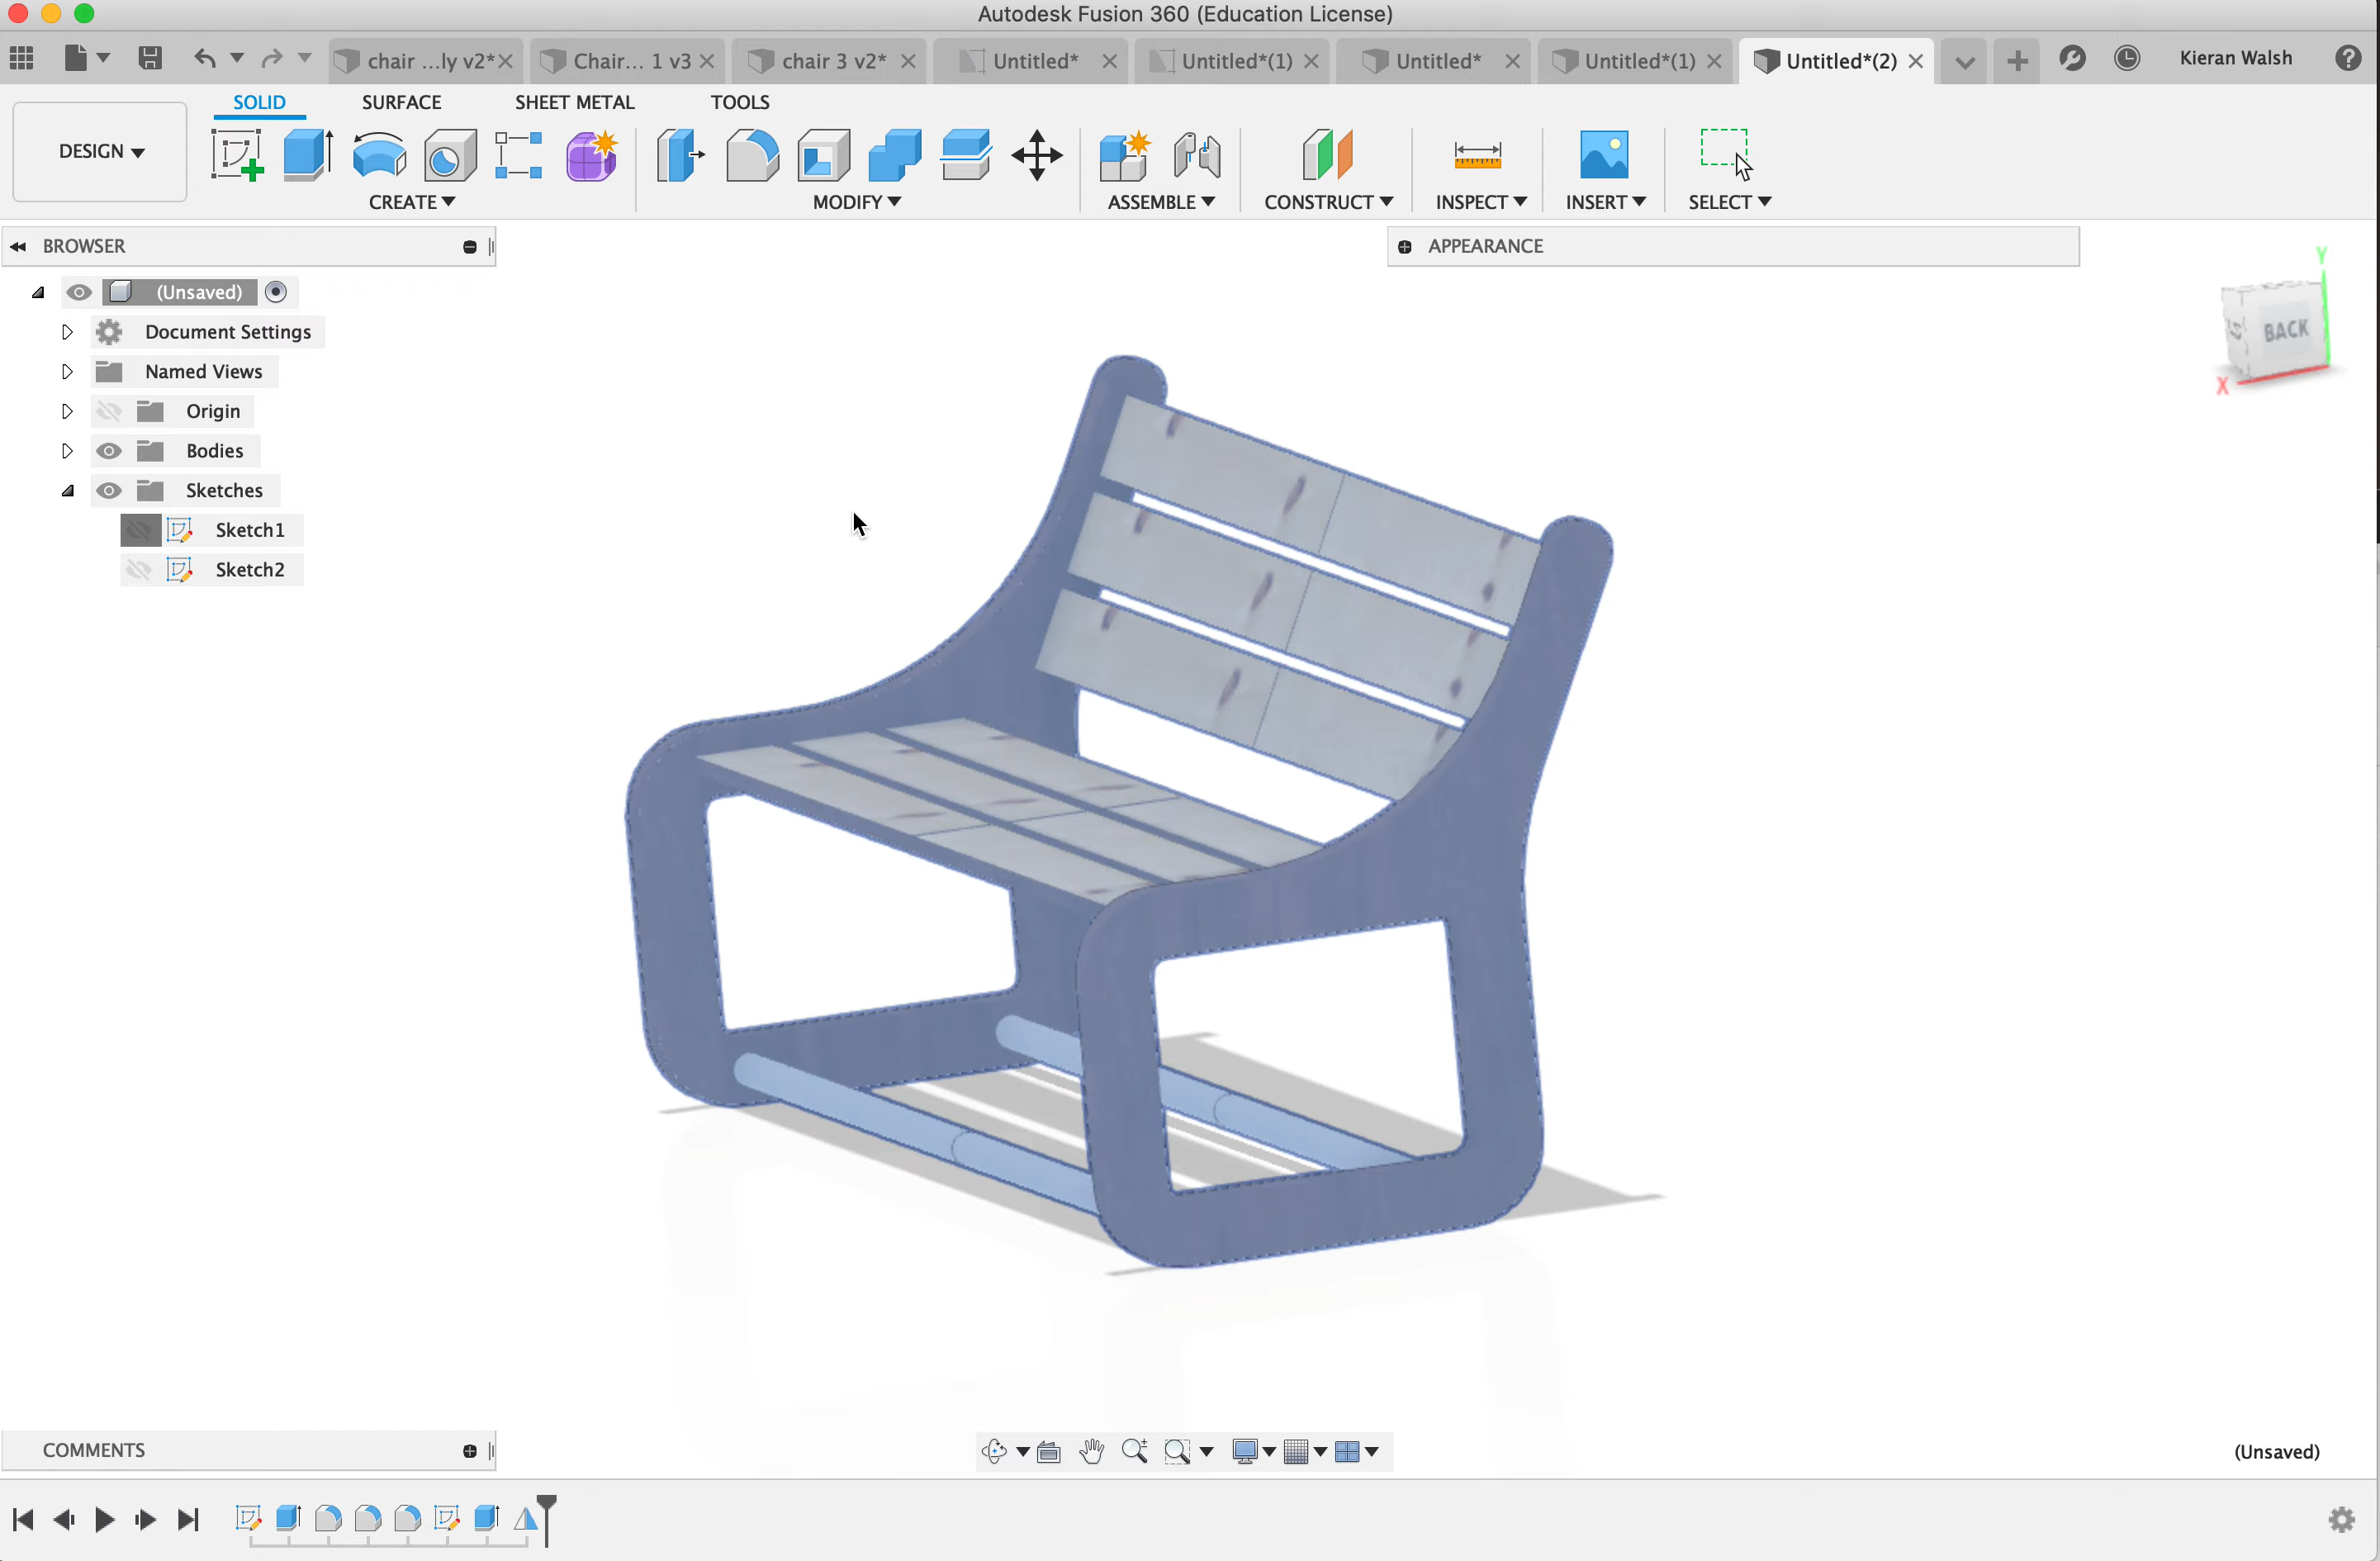 Autodesk Fusion 360 (Education License)
chair ...ly v2* Chair... 1 v3 chair 3 v2* Untitled* Untitled*(1) Untitled* Untitled*(1) Untitled*(2) Kieran Walsh
SOLID SURFACE SHEET METAL TOOLS
DESIGN
CREATE MODIFY ASSEMBLE CONSTRUCT INSPECT INSERT SELECT
BROWSER APPEARANCE
(Unsaved)
Document Settings
Named Views
Origin
Bodies
Sketches
Sketch1
Sketch2
Y
BACK
X
COMMENTS (Unsaved)